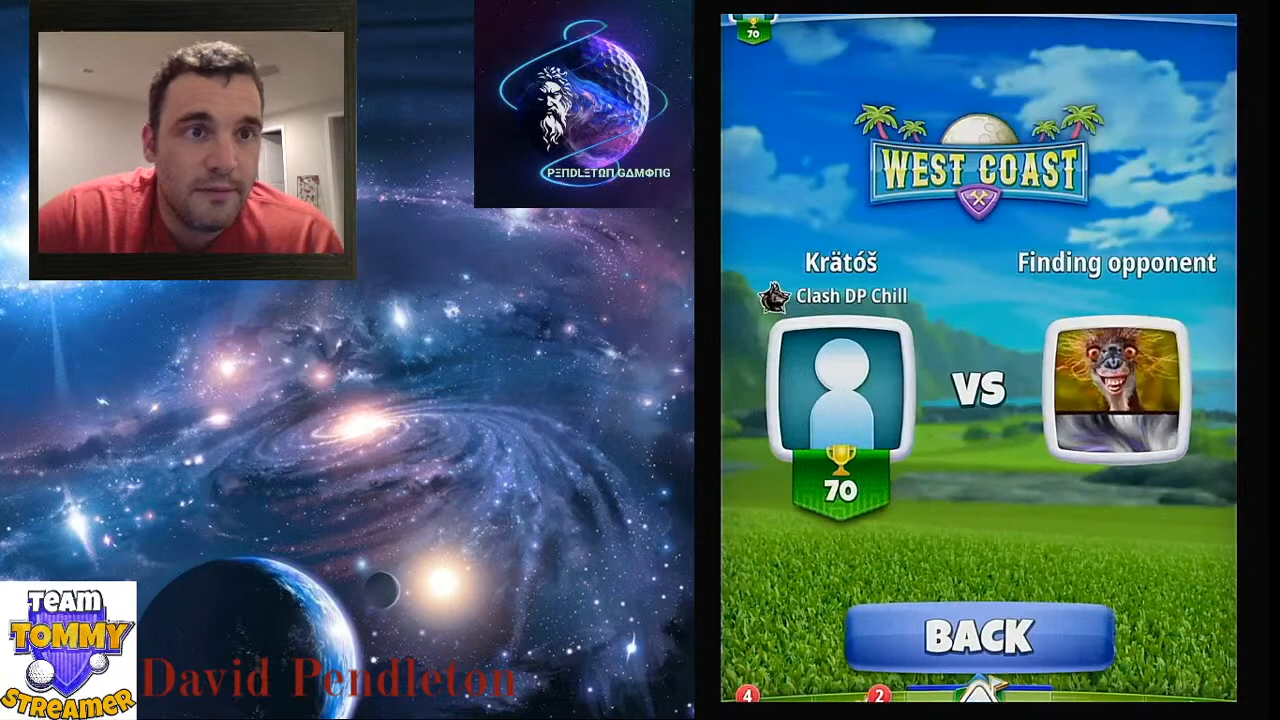 PENDLETON GAMING
TEAM
TOMMY
STREAMER
David Pendleton
70
WEST COAST
Krätóš
Finding opponent
Clash DP Chill
VS
70
BACK
4
2